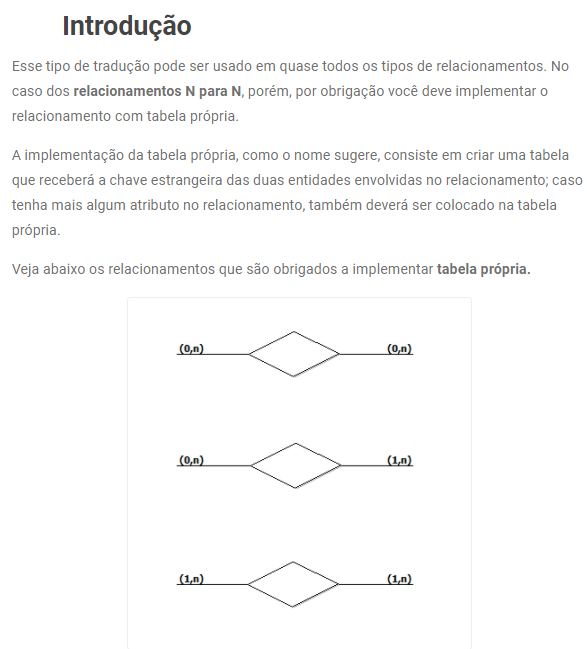 Introdução
Esse tipo de tradução pode ser usado em quase todos os tipos de relacionamentos. No
caso dos relacionamentos N para N, porém, por obrigação você deve implementar o
relacionamento com tabela própria.
A implementação da tabela própria, como o nome sugere, consiste em criar uma tabela
que receberá a chave estrangeira das duas entidades envolvidas no relacionamento; caso
tenha mais algum atributo no relacionamento, também deverá ser colocado na tabela
própria.
Veja abaixo os relacionamentos que são obrigados a implementar tabela própria.
(0,n) (0,n)
(0,n) (1,n)
(1,n) (1,n)